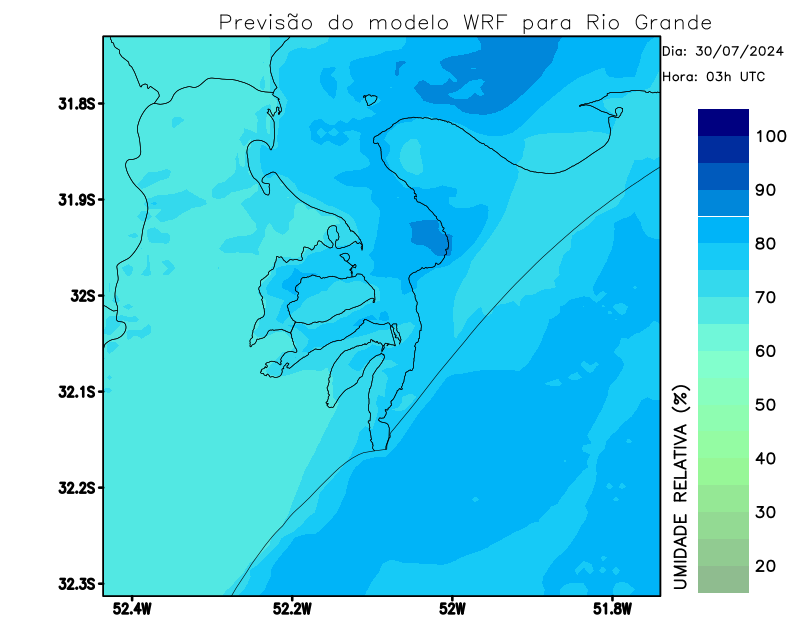 Previsão do modelo WRF para Rio Grande
Dia: 30/07/2024
Hora: 03h UTC
31.8S
31.9S
32S
32.1S
32.2S
32.3S
52.4W
52.2W
52W
51.8W
100
90
80
70
60
50
40
30
20
UMIDADE RELATIVA (%)